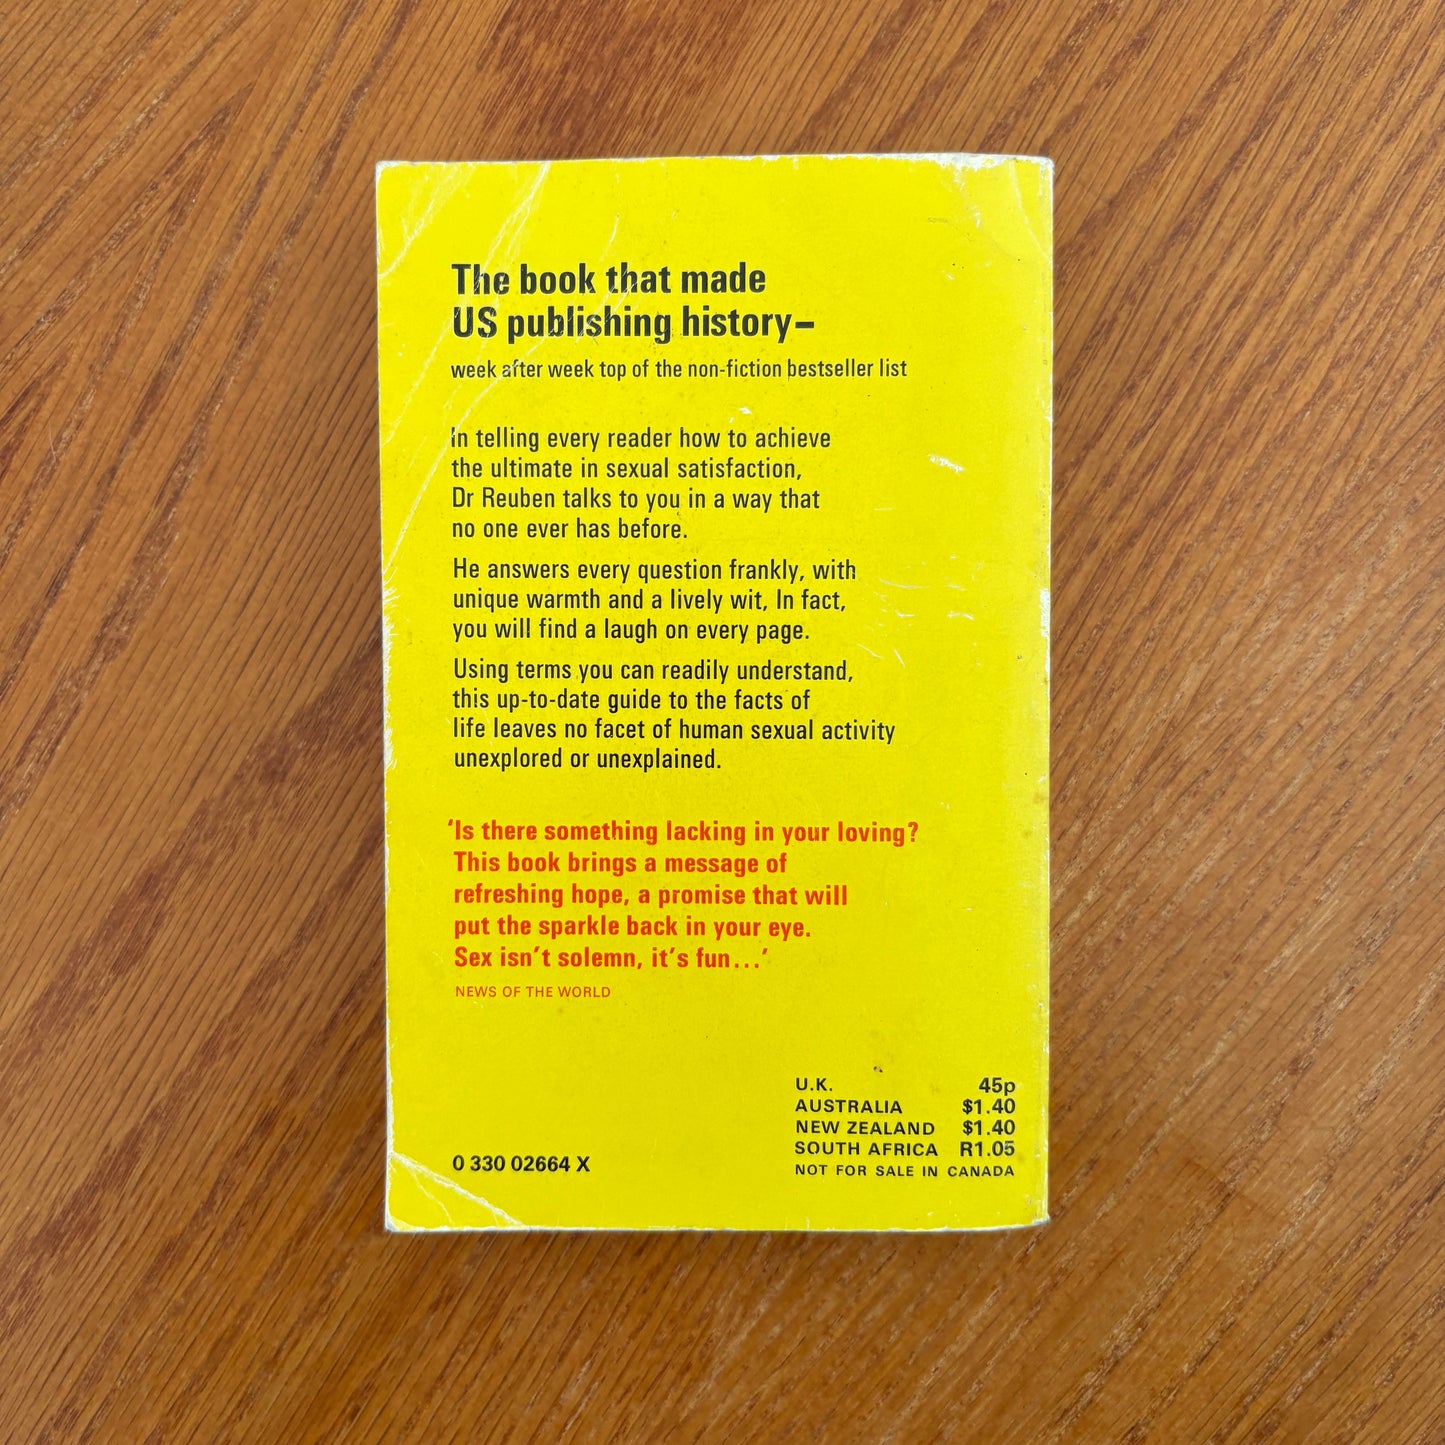 The book that made
US publishing history–
week after week top of the non-fiction bestseller list
In telling every reader how to achieve
the ultimate in sexual satisfaction,
Dr Reuben talks to you in a way that
no one ever has before.
He answers every question frankly, with
unique warmth and a lively wit, In fact,
you will find a laugh on every page.
Using terms you can readily understand,
this up-to-date guide to the facts of
life leaves no facet of human sexual activity
unexplored or unexplained.
‘Is there something lacking in your loving?
This book brings a message of
refreshing hope, a promise that will
put the sparkle back in your eye.
Sex isn’t solemn, it’s fun...’
NEWS OF THE WORLD
U.K. 45p
AUSTRALIA $1.40
NEW ZEALAND $1.40
SOUTH AFRICA R1.05
NOT FOR SALE IN CANADA
0 330 02664 X